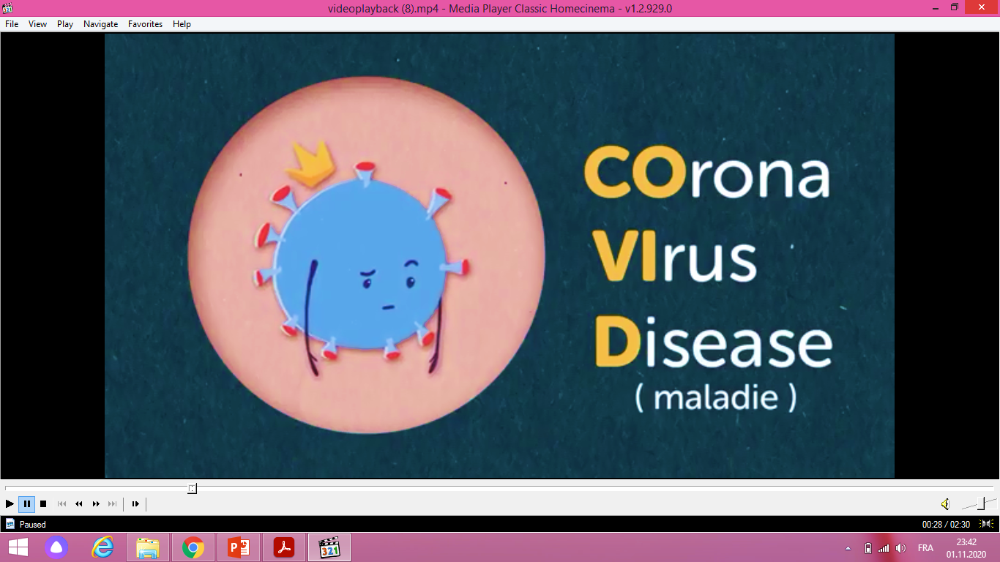 videoplayback (8).mp4 - Media Player Classic Homecinema - v1.2.929.0
File View Play Navigate Favorites Help
COrona
VIrus
Disease
( maladie )
Paused
00:28 / 02:30
321
FRA
23:42
01.11.2020